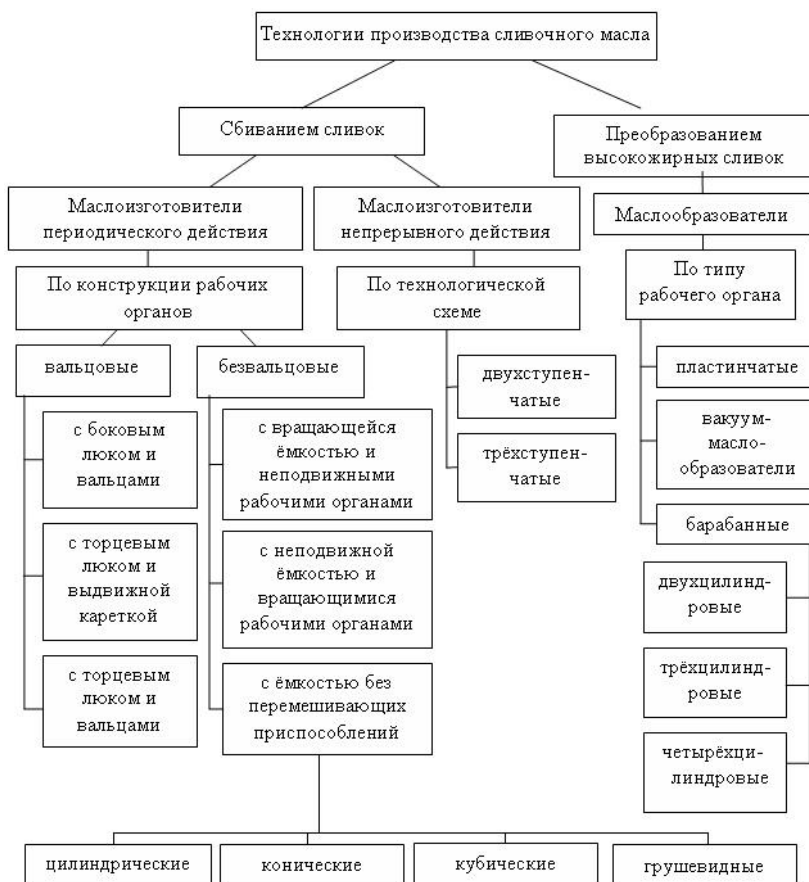 Технологии производства сливочного масла
Сбиванием сливок
Преобразованием
высокожирных сливок
Маслоизготовители
периодического действия
Маслоизготовители
непрерывного действия
Маслообразователи
По конструкции рабочих
органов
По технологической
схеме
По типу
рабочего органа
вальцовые
безвальцовые
двухступен-
чатые
трёхступен-
чатые
пластинчатые
вакуум-
масло-
образователи
барабанные
с боковым
люком и
вальцами
с торцевым
люком и
выдвижной
кареткой
с торцевым
люком и
вальцами
с вращающейся
ёмкостью и
неподвижными
рабочими органами
с неподвижной
ёмкостью и
вращающимися
рабочими органами
с ёмкостью без
перемешивающих
приспособлений
двухцилинд-
ровые
трёхцилинд-
ровые
четырёхци-
линдровые
цилиндрические
конические
кубические
грушевидные